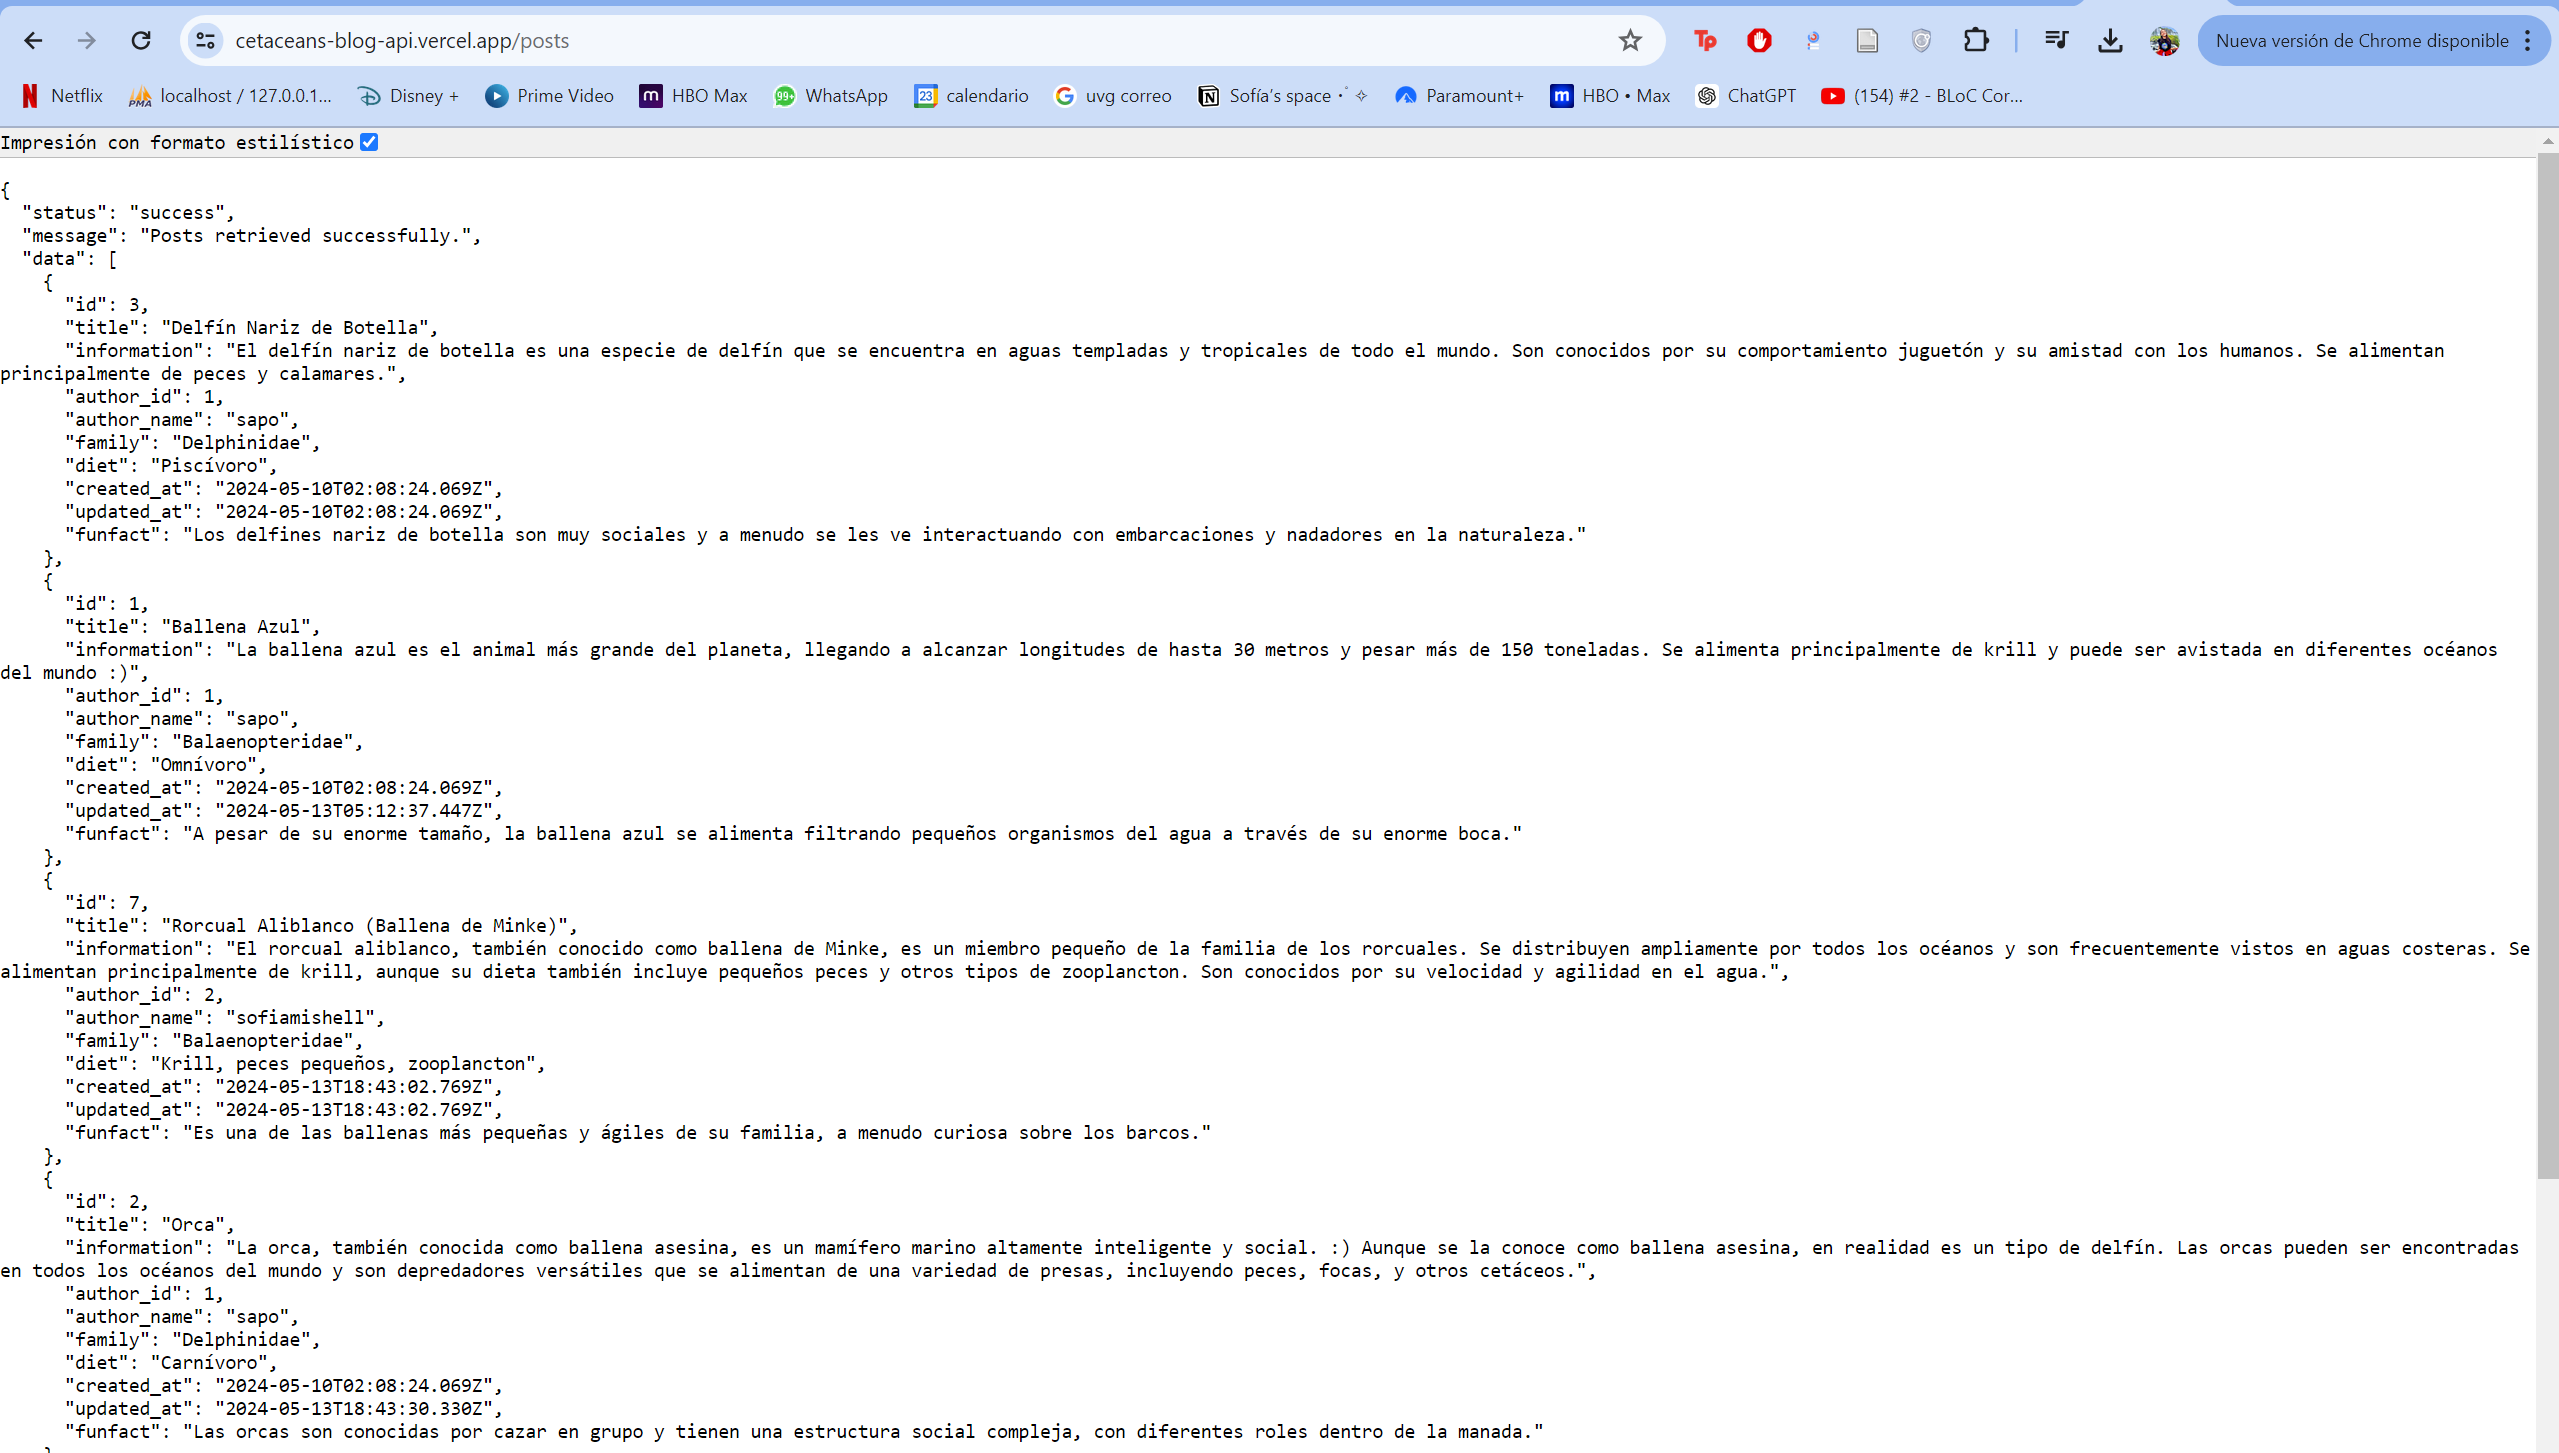 cetaceans-blog-api.vercel.app/posts
Nueva versión de Chrome disponible
Netflix
localhost / 127.0.0.1...
Disney +
Prime Video
HBO Max
WhatsApp
calendario
uvg correo
Sofía's space
Paramount+
HBO • Max
ChatGPT
(154) #2 - BLoC Cor...
Impresión con formato estilístico
{
  "status": "success",
  "message": "Posts retrieved successfully.",
  "data": [
    {
      "id": 3,
      "title": "Delfín Nariz de Botella",
      "information": "El delfín nariz de botella es una especie de delfín que se encuentra en aguas templadas y tropicales de todo el mundo. Son conocidos por su comportamiento juguetón y su amistad con los humanos. Se alimentan
principalmente de peces y calamares.",
      "author_id": 1,
      "author_name": "sapo",
      "family": "Delphinidae",
      "diet": "Piscívoro",
      "created_at": "2024-05-10T02:08:24.069Z",
      "updated_at": "2024-05-10T02:08:24.069Z",
      "funfact": "Los delfines nariz de botella son muy sociales y a menudo se les ve interactuando con embarcaciones y nadadores en la naturaleza."
    },
    {
      "id": 1,
      "title": "Ballena Azul",
      "information": "La ballena azul es el animal más grande del planeta, llegando a alcanzar longitudes de hasta 30 metros y pesar más de 150 toneladas. Se alimenta principalmente de krill y puede ser avistada en diferentes océanos
del mundo :)",
      "author_id": 1,
      "author_name": "sapo",
      "family": "Balaenopteridae",
      "diet": "Omnívoro",
      "created_at": "2024-05-10T02:08:24.069Z",
      "updated_at": "2024-05-13T05:12:37.447Z",
      "funfact": "A pesar de su enorme tamaño, la ballena azul se alimenta filtrando pequeños organismos del agua a través de su enorme boca."
    },
    {
      "id": 7,
      "title": "Rorcual Aliblanco (Ballena de Minke)",
      "information": "El rorcual aliblanco, también conocido como ballena de Minke, es un miembro pequeño de la familia de los rorcuales. Se distribuyen ampliamente por todos los océanos y son frecuentemente vistos en aguas costeras. Se
alimentan principalmente de krill, aunque su dieta también incluye pequeños peces y otros tipos de zooplancton. Son conocidos por su velocidad y agilidad en el agua.",
      "author_id": 2,
      "author_name": "sofiamishell",
      "family": "Balaenopteridae",
      "diet": "Krill, peces pequeños, zooplancton",
      "created_at": "2024-05-13T18:43:02.769Z",
      "updated_at": "2024-05-13T18:43:02.769Z",
      "funfact": "Es una de las ballenas más pequeñas y ágiles de su familia, a menudo curiosa sobre los barcos."
    },
    {
      "id": 2,
      "title": "Orca",
      "information": "La orca, también conocida como ballena asesina, es un mamífero marino altamente inteligente y social. :) Aunque se la conoce como ballena asesina, en realidad es un tipo de delfín. Las orcas pueden ser encontradas
en todos los océanos del mundo y son depredadores versátiles que se alimentan de una variedad de presas, incluyendo peces, focas, y otros cetáceos.",
      "author_id": 1,
      "author_name": "sapo",
      "family": "Delphinidae",
      "diet": "Carnívoro",
      "created_at": "2024-05-10T02:08:24.069Z",
      "updated_at": "2024-05-13T18:43:30.330Z",
      "funfact": "Las orcas son conocidas por cazar en grupo y tienen una estructura social compleja, con diferentes roles dentro de la manada."